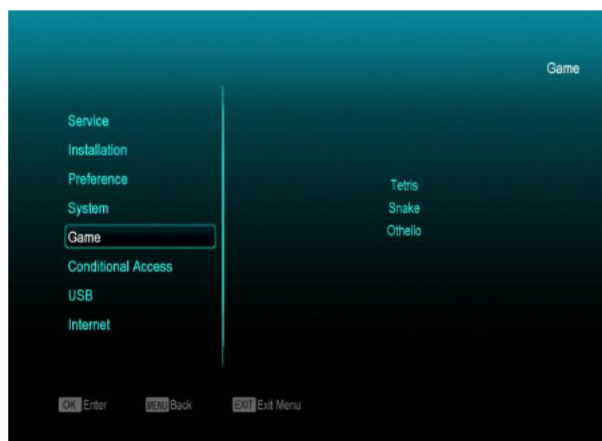 Game
Service
Installation
Preference
System
Game
Conditional Access
USB
Internet
Tetris
Snake
Othello
OK Enter MENU Back EXIT Exit Menu